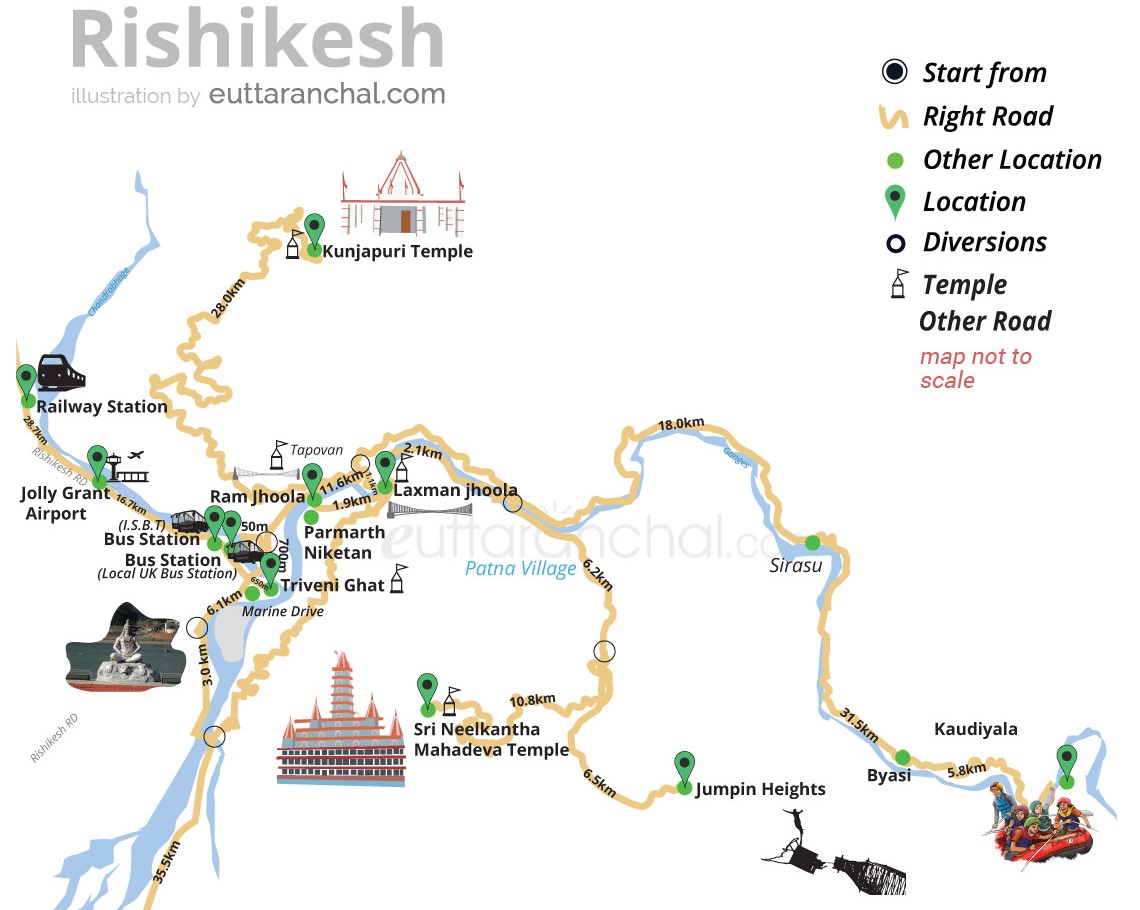 Rishikesh
illustration by euttaranchal.com
Start from
Right Road
Other Location
Location
Diversions
Temple
Other Road
map not to
scale
Kunjapuri Temple
Chandrabhaga
28.0km
Railway Station
28.7km
Rishikesh RD
Jolly Grant
Airport
16.7km
Tapovan
2.1km
18.0km
Ganges
Ram Jhoola
11.6km
1.1km
1.9km
Laxman jhoola
(I.S.B.T)
Bus Station
50m
Bus Station
(Local UK Bus Station)
700m
Parmarth
Niketan
euttaranchal.co
Patna Village
6.2km
Sirasu
650m
Triveni Ghat
6.1km
Marine Drive
3.0 km
Rishikesh RD
10.8km
Sri Neelkantha
Mahadeva Temple
31.5km
Kaudiyala
Byasi
5.8km
6.5km
Jumpin Heights
35.5km